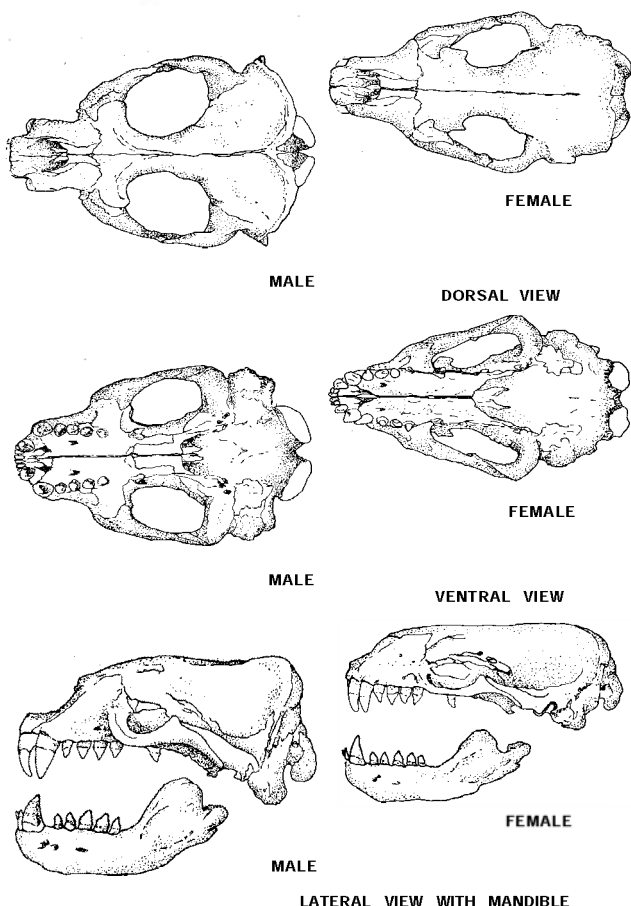 FEMALE
MALE
DORSAL VIEW
FEMALE
MALE
VENTRAL VIEW
FEMALE
MALE
LATERAL VIEW WITH MANDIBLE